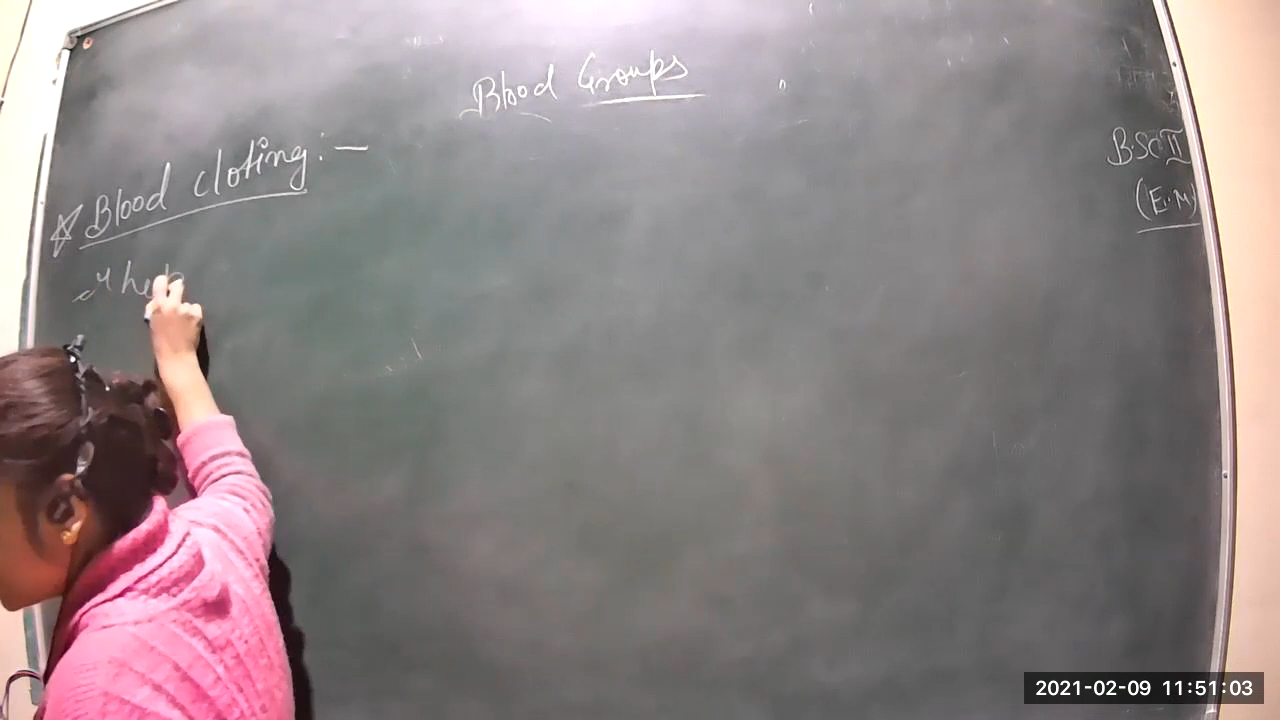 Blood Groups
☆ Blood cloting :-
B.Sc II
(E.M)
2021-02-09 11:51:03